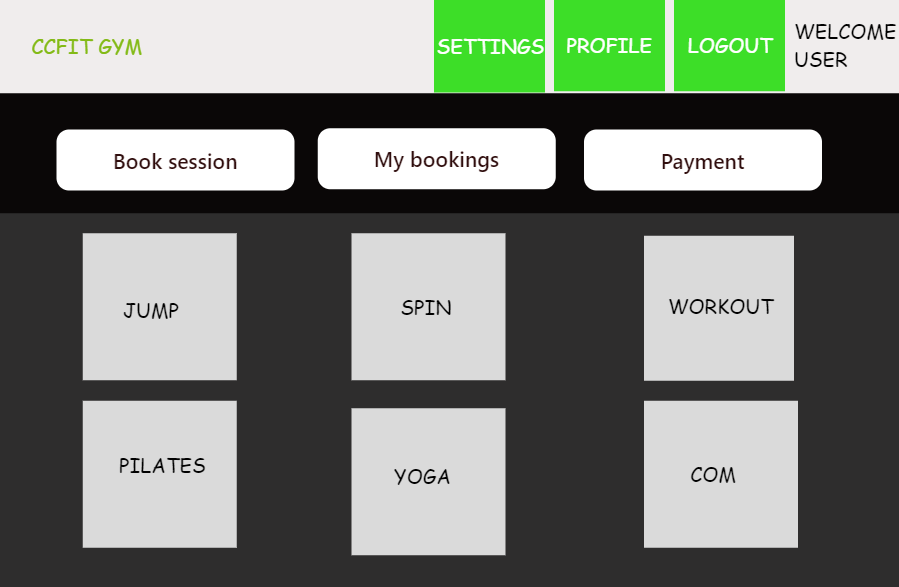 CCFIT GYM
SETTINGS
PROFILE
LOGOUT
WELCOME
USER
Book session
My bookings
Payment
JUMP
SPIN
WORKOUT
PILATES
YOGA
COM